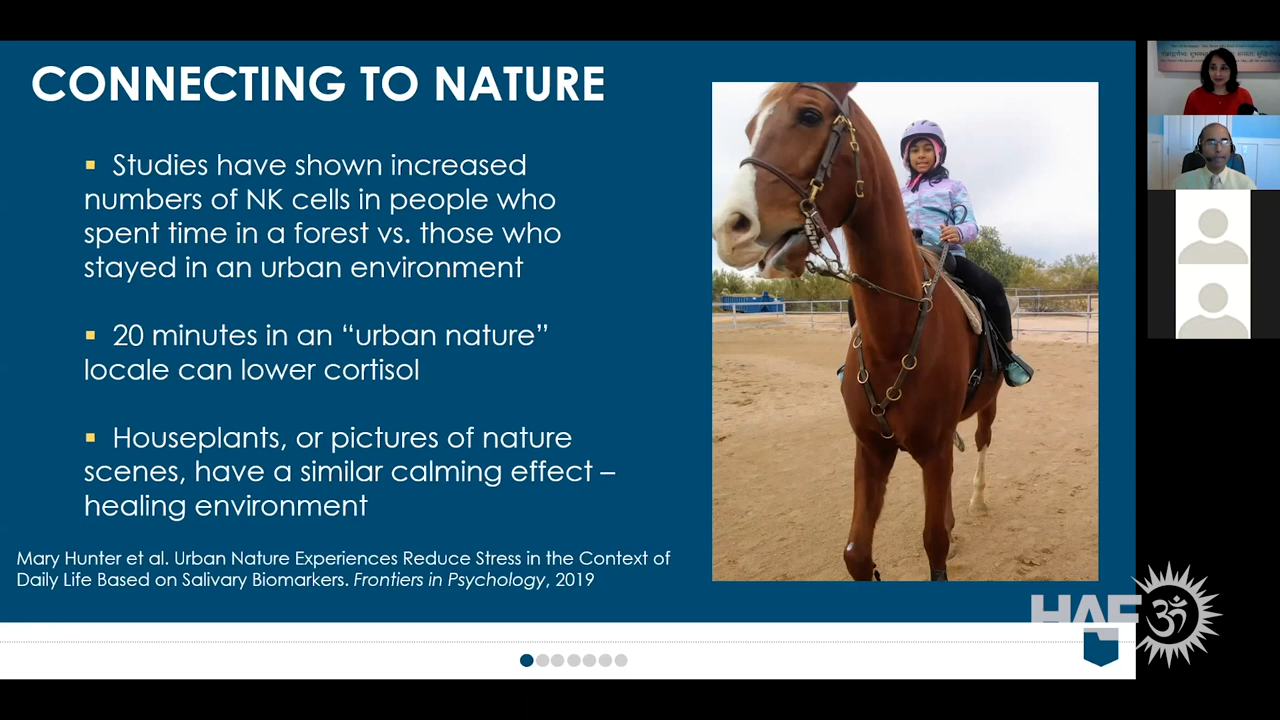 CONNECTING TO NATURE
▪ Studies have shown increased
numbers of NK cells in people who
spent time in a forest vs. those who
stayed in an urban environment
▪ 20 minutes in an “urban nature”
locale can lower cortisol
▪ Houseplants, or pictures of nature
scenes, have a similar calming effect –
healing environment
Mary Hunter et al. Urban Nature Experiences Reduce Stress in the Context of
Daily Life Based on Salivary Biomarkers. Frontiers in Psychology, 2019
HAF ॐ